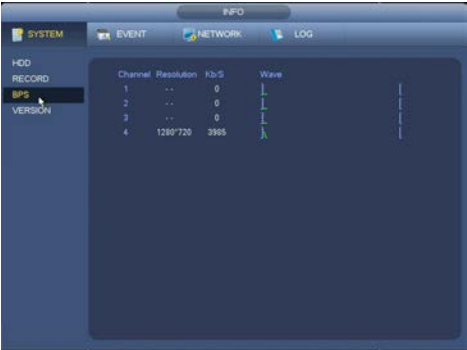 INFO
SYSTEM EVENT NETWORK LOG
HDD
RECORD
BPS
VERSION
Channel Resolution Kb/S Wave
1 -- 0
2 -- 0
3 -- 0
4 1280*720 3985